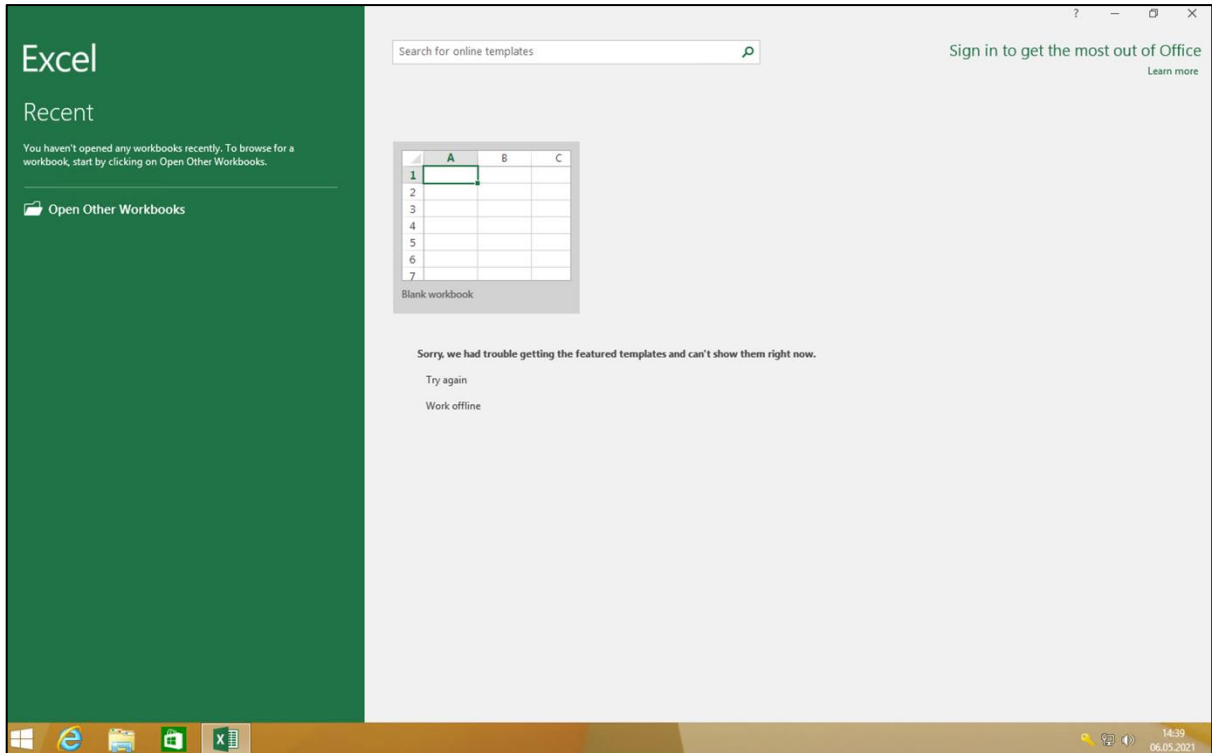 ?
Excel
Search for online templates
Sign in to get the most out of Office
Learn more
Recent
You haven't opened any workbooks recently. To browse for a
workbook, start by clicking on Open Other Workbooks.
Open Other Workbooks
A B C
1
2
3
4
5
6
7
Blank workbook
Sorry, we had trouble getting the featured templates and can't show them right now.
Try again
Work offline
14:39
06.05.2021